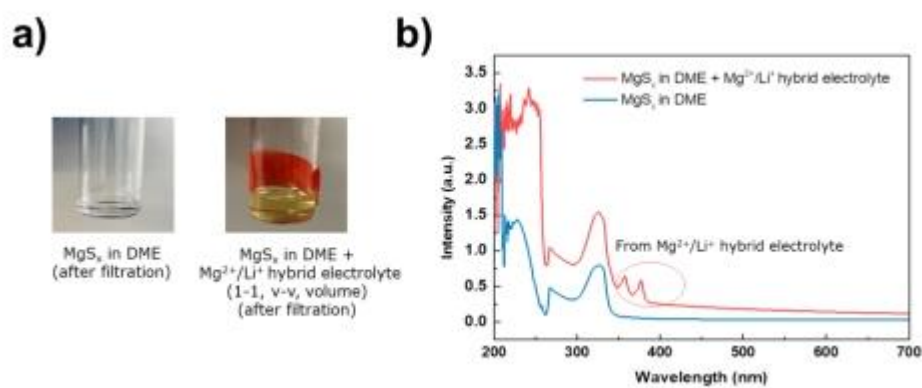 a)
MgSₓ in DME
(after filtration)
MgSₓ in DME +
Mg²⁺/Li⁺ hybrid electrolyte
(1-1, v-v, volume)
(after filtration)
b)
MgSₓ in DME + Mg²⁺/Li⁺ hybrid electrolyte
MgSₓ in DME
From Mg²⁺/Li⁺ hybrid electrolyte
Intensity (a.u.)
3.5
3.0
2.5
2.0
1.5
1.0
0.5
0.0
200 300 400 500 600 700
Wavelength (nm)